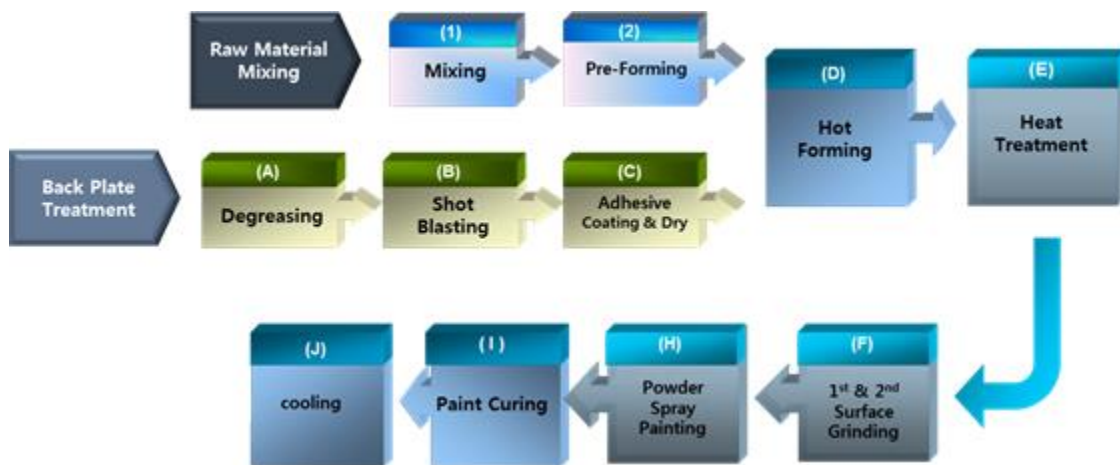 Raw Material
Mixing
(1)
Mixing
(2)
Pre-Forming
(D)
Hot
Forming
(E)
Heat
Treatment
Back Plate
Treatment
(A)
Degreasing
(B)
Shot
Blasting
(C)
Adhesive
Coating & Dry
(J)
cooling
(I)
Paint Curing
(H)
Powder
Spray
Painting
(F)
1st & 2nd
Surface
Grinding